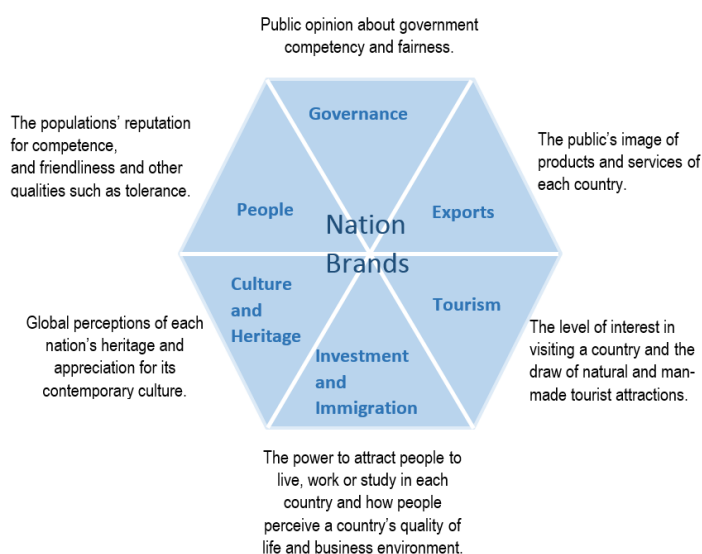 Public opinion about government
competency and fairness.
Governance
The populations’ reputation
for competence,
and friendliness and other
qualities such as tolerance.
People
The public’s image of
products and services of
each country.
Exports
Nation
Brands
Culture
and
Heritage
Global perceptions of each
nation’s heritage and
appreciation for its
contemporary culture.
Tourism
The level of interest in
visiting a country and the
draw of natural and man-
made tourist attractions.
Investment
and
Immigration
The power to attract people to
live, work or study in each
country and how people
perceive a country’s quality of
life and business environment.